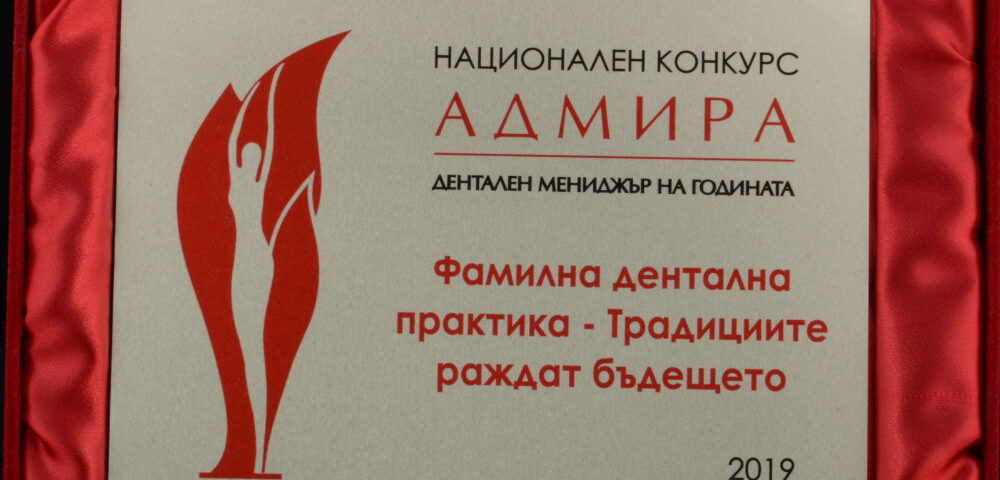 НАЦИОНАЛЕН КОНКУРС
АДМИРА
ДЕНТАЛЕН МЕНИДЖЪР НА ГОДИНАТА
Фамилна дентална
практика - Традициите
раждат бъдещето
2019